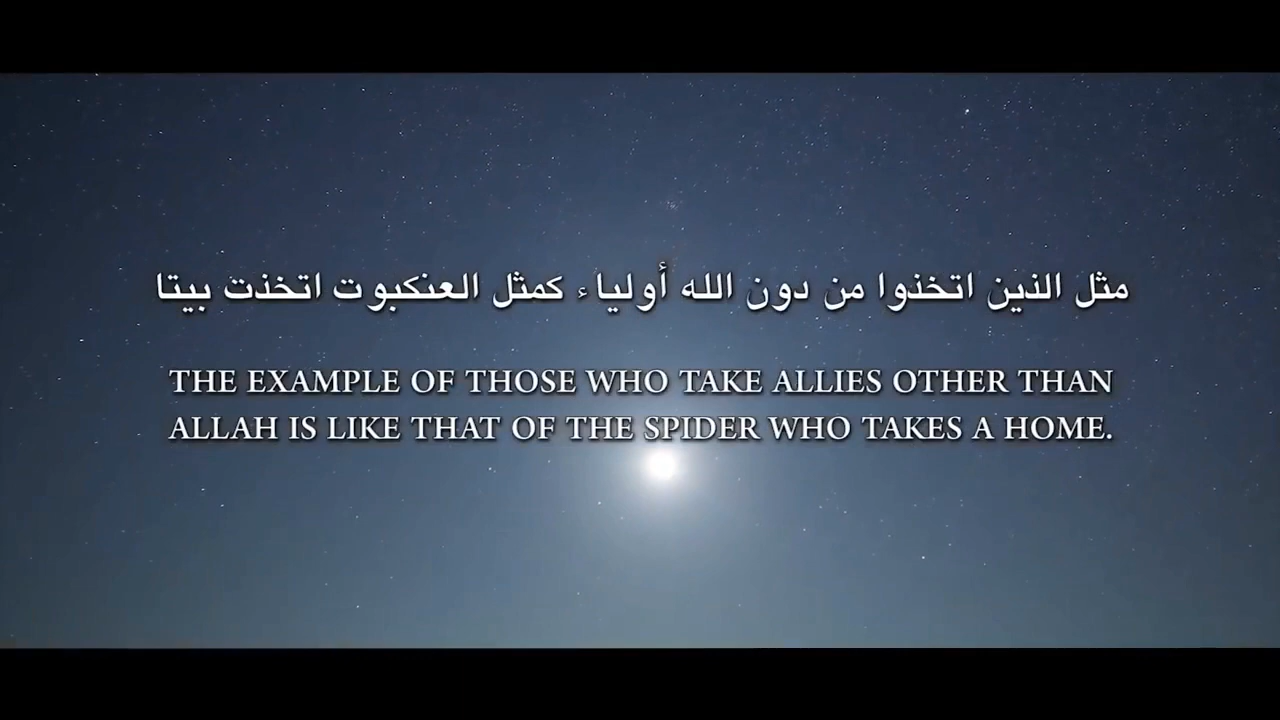 مثل الذين اتخذوا من دون الله أولياء كمثل العنكبوت اتخذت بيتا
THE EXAMPLE OF THOSE WHO TAKE ALLIES OTHER THAN
ALLAH IS LIKE THAT OF THE SPIDER WHO TAKES A HOME.